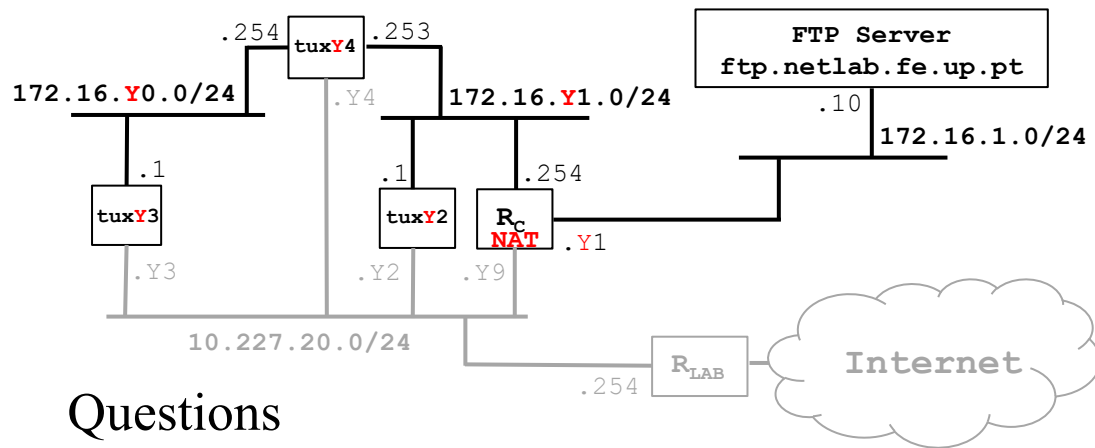 .254
tuxY4
.253
FTP Server
ftp.netlab.fe.up.pt
172.16.Y0.0/24
.Y4
172.16.Y1.0/24
.10
172.16.1.0/24
.1
.1
.254
tuxY3
tuxY2
RC
NAT
.Y1
.Y3
.Y2
.Y9
10.227.20.0/24
RLAB
Internet
.254
Questions